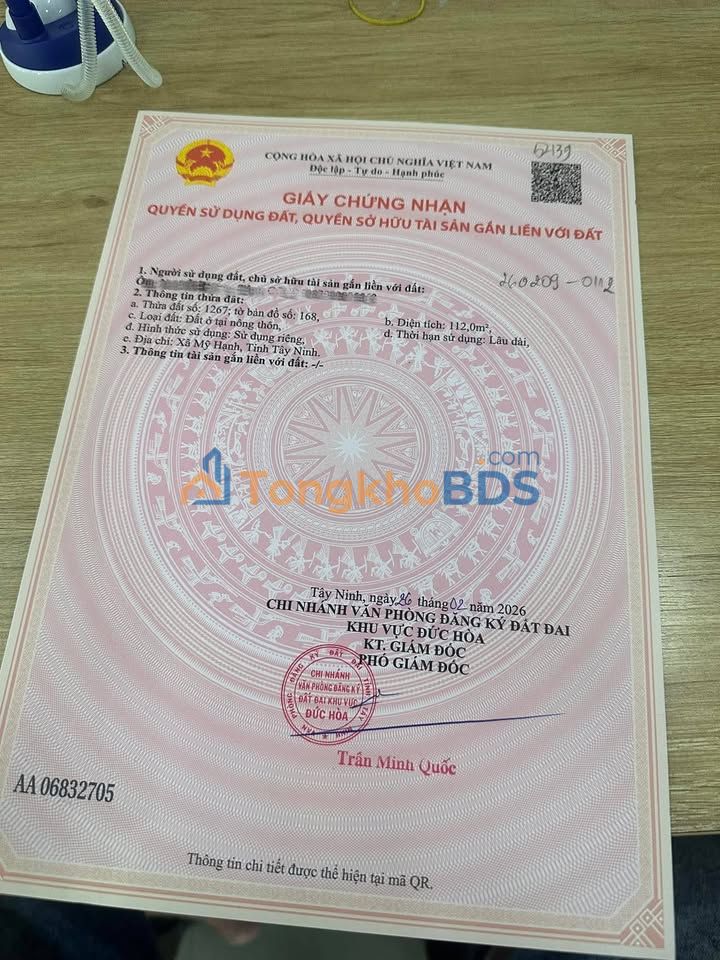 62139
CỘNG HÒA XÃ HỘI CHỦ NGHĨA VIỆT NAM
Độc lập - Tự do - Hạnh phúc
GIẤY CHỨNG NHẬN
QUYỀN SỬ DỤNG ĐẤT, QUYỀN SỞ HỮU TÀI SẢN GẮN LIỀN VỚI ĐẤT
260209-0112
1. Người sử dụng đất, chủ sở hữu tài sản gắn liền với đất:
2. Thông tin thửa đất:
a. Thửa đất số: 1267; tờ bản đồ số: 168, b. Diện tích: 112,0m²,
c. Loại đất: Đất ở tại nông thôn, d. Thời hạn sử dụng: Lâu dài,
đ. Hình thức sử dụng: Sử dụng riêng,
e. Địa chỉ: Xã Mỹ Hạnh, Tỉnh Tây Ninh.
3. Thông tin tài sản gắn liền với đất: -/-
TongkhoBDS.com
Tây Ninh, ngày 26 tháng 02 năm 2026
CHI NHÁNH VĂN PHÒNG ĐĂNG KÝ ĐẤT ĐAI
KHU VỰC ĐỨC HÒA
KT. GIÁM ĐỐC
PHÓ GIÁM ĐỐC
CHI NHÁNH
VĂN PHÒNG ĐĂNG KÝ
ĐẤT ĐAI KHU VỰC
ĐỨC HÒA
Trần Minh Quốc
AA 06832705
Thông tin chi tiết được thể hiện tại mã QR.